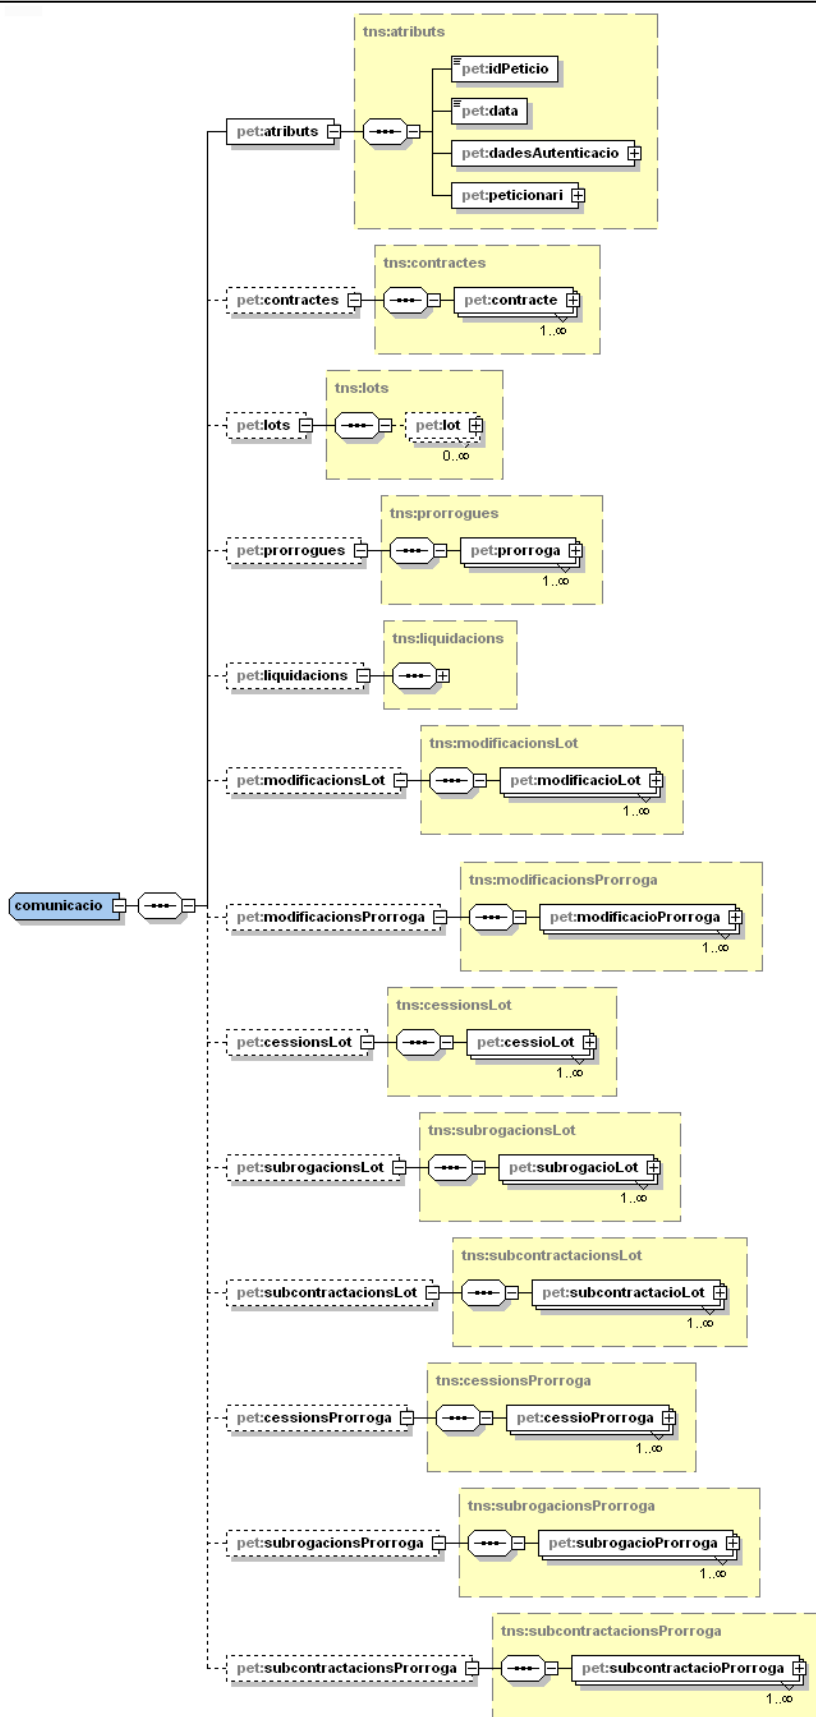 tns:atributs
pet:idPeticio
pet:data
pet:atributs
pet:dadesAutenticacio
pet:peticionari
tns:contractes
pet:contractes
pet:contracte
1..∞
tns:lots
pet:lots
pet:lot
0..∞
tns:prorrogues
pet:prorrogues
pet:prorroga
1..∞
tns:liquidacions
pet:liquidacions
tns:modificacionsLot
pet:modificacionsLot
pet:modificacioLot
1..∞
comunicacio
tns:modificacionsProrroga
pet:modificacionsProrroga
pet:modificacioProrroga
1..∞
tns:cessionsLot
pet:cessionsLot
pet:cessioLot
1..∞
tns:subrogacionsLot
pet:subrogacionsLot
pet:subrogacioLot
1..∞
tns:subcontractacionsLot
pet:subcontractacionsLot
pet:subcontractacioLot
1..∞
tns:cessionsProrroga
pet:cessionsProrroga
pet:cessioProrroga
1..∞
tns:subrogacionsProrroga
pet:subrogacionsProrroga
pet:subrogacioProrroga
1..∞
tns:subcontractacionsProrroga
pet:subcontractacionsProrroga
pet:subcontractacioProrroga
1..∞